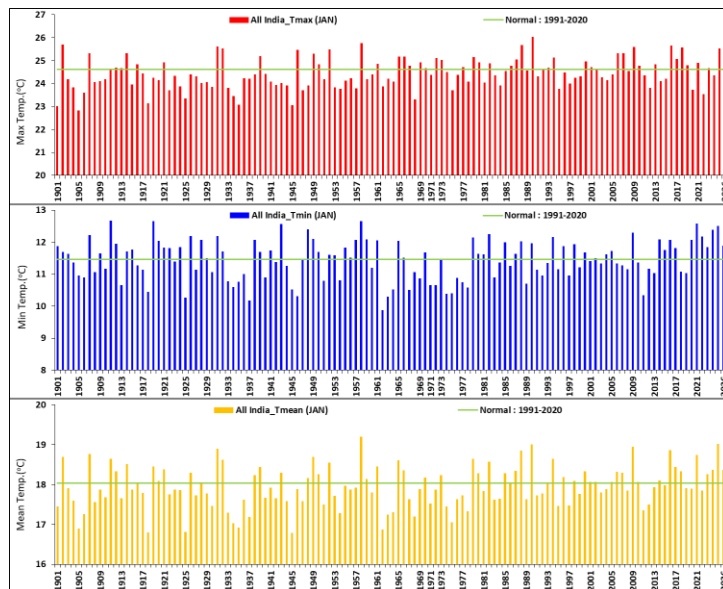 All India_Tmax (JAN) Normal : 1991-2020
Max Temp.(°C)
27
26
25
24
23
22
21
20
1901 1905 1909 1913 1917 1921 1925 1929 1933 1937 1941 1945 1949 1953 1957 1961 1965 1969 1971 1973 1977 1981 1985 1989 1993 1997 2001 2005 2009 2013 2017 2021
All India_Tmin (JAN) Normal : 1991-2020
Min Temp.(°C)
13
12
11
10
9
8
1901 1905 1909 1913 1917 1921 1925 1929 1933 1937 1941 1945 1949 1953 1957 1961 1965 1969 1971 1973 1977 1981 1985 1989 1993 1997 2001 2005 2009 2013 2017 2021
All India_Tmean (JAN) Normal : 1991-2020
Mean Temp.(°C)
20
19
18
17
16
1901 1905 1909 1913 1917 1921 1925 1929 1933 1937 1941 1945 1949 1953 1957 1961 1965 1969 1971 1973 1977 1981 1985 1989 1993 1997 2001 2005 2009 2013 2017 2021